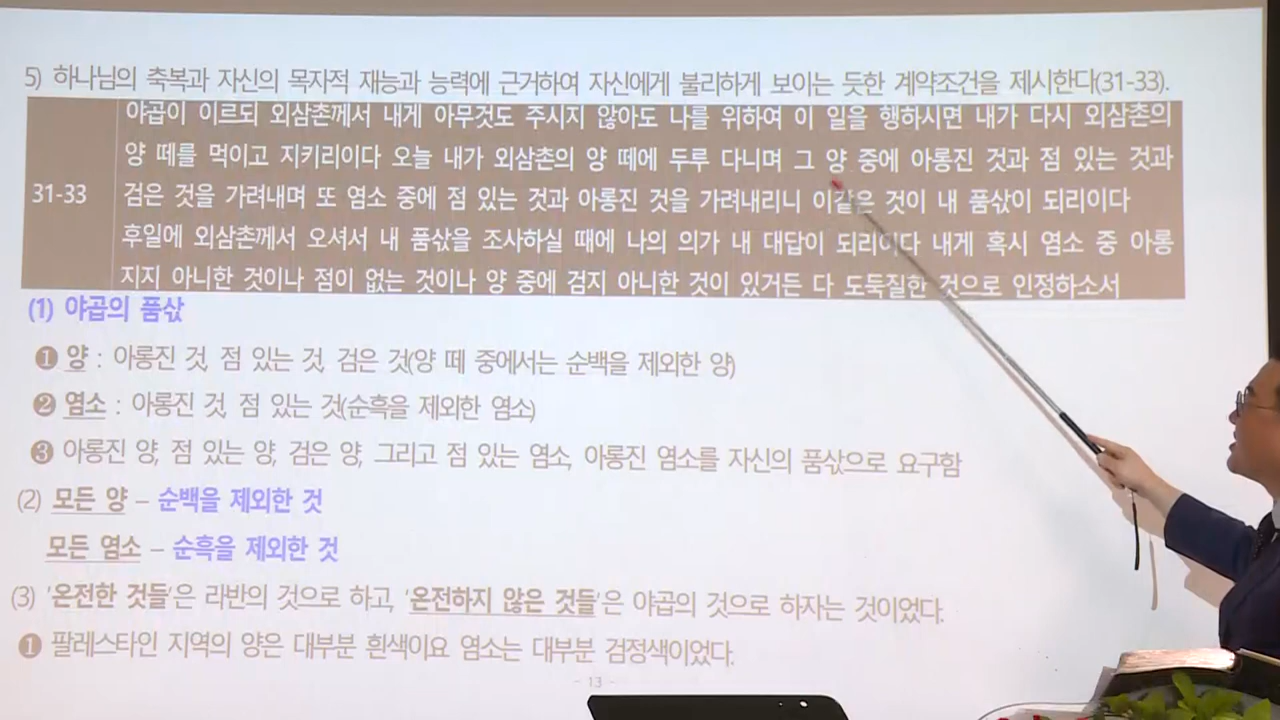 5) 하나님의 축복과 자신의 목자적 재능과 능력에 근거하여 자신에게 불리하게 보이는 듯한 계약조건을 제시한다(31-33).
31-33
야곱이 이르되 외삼촌께서 내게 아무것도 주시지 않아도 나를 위하여 이 일을 행하시면 내가 다시 외삼촌의
양 떼를 먹이고 지키리이다 오늘 내가 외삼촌의 양 떼에 두루 다니며 그 양 중에 아롱진 것과 점 있는 것과
검은 것을 가려내며 또 염소 중에 점 있는 것과 아롱진 것을 가려내리니 이같은 것이 내 품삯이 되리이다
후일에 외삼촌께서 오셔서 내 품삯을 조사하실 때에 나의 의가 내 대답이 되리이다 내게 혹시 염소 중 아롱
지지 아니한 것이나 점이 없는 것이나 양 중에 검지 아니한 것이 있거든 다 도둑질한 것으로 인정하소서
(1) 야곱의 품삯
❶ 양 : 아롱진 것, 점 있는 것, 검은 것(양 떼 중에서는 순백을 제외한 양)
❷ 염소 : 아롱진 것, 점 있는 것(순흑을 제외한 염소)
❸ 아롱진 양, 점 있는 양, 검은 양, 그리고 점 있는 염소, 아롱진 염소를 자신의 품삯으로 요구함
(2) 모든 양 – 순백을 제외한 것
모든 염소 – 순흑을 제외한 것
(3) '온전한 것들'은 라반의 것으로 하고, '온전하지 않은 것들'은 야곱의 것으로 하자는 것이었다.
❶ 팔레스타인 지역의 양은 대부분 흰색이요 염소는 대부분 검정색이었다.
- 13 -